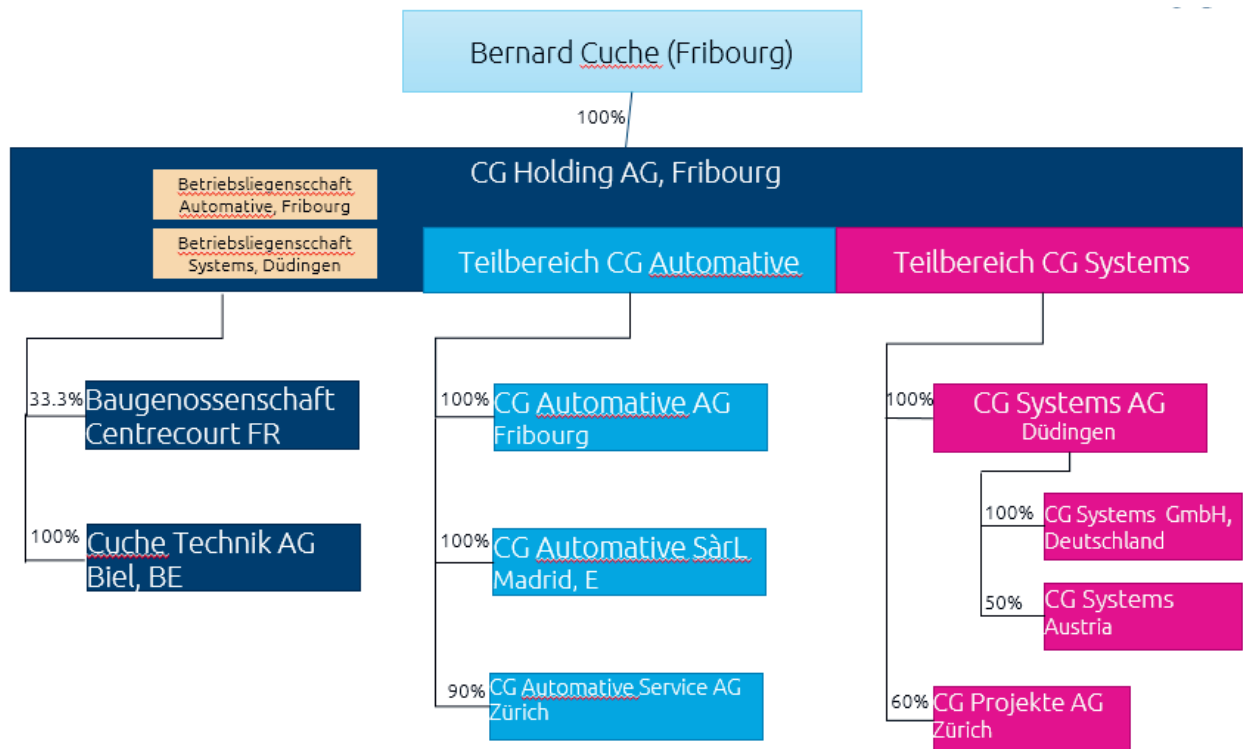 Bernard Cuche (Fribourg)
100%
CG Holding AG, Fribourg
Betriebsliegenscchaft
Automative, Fribourg
Betriebsliegenscchaft
Systems, Düdingen
Teilbereich CG Automative
Teilbereich CG Systems
33.3%
Baugenossenschaft
Centrecourt FR
100%
Cuche Technik AG
Biel, BE
100%
CG Automative AG
Fribourg
100%
CG Automative SàrL
Madrid, E
90%
CG Automative Service AG
Zürich
100%
CG Systems AG
Düdingen
100%
CG Systems GmbH,
Deutschland
50%
CG Systems
Austria
60%
CG Projekte AG
Zürich